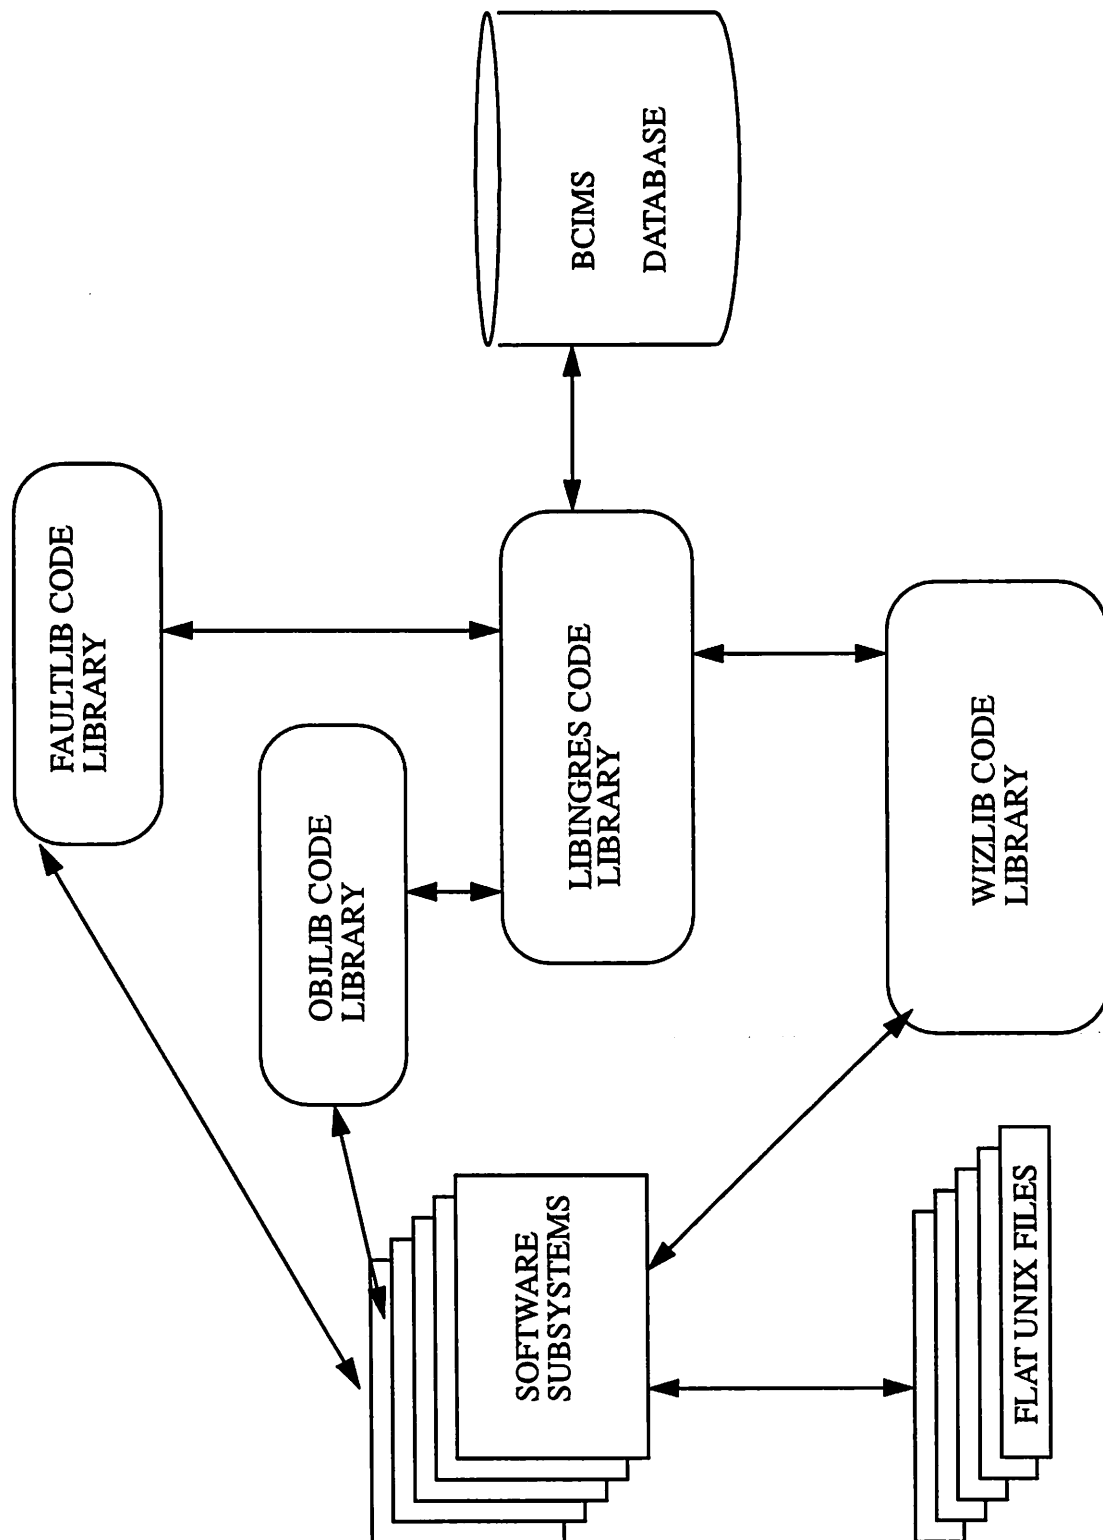 FAULTLIB CODE
LIBRARY
OBJLIB CODE
LIBRARY
SOFTWARE
SUBSYSTEMS
LIBINGRES CODE
LIBRARY
BCIMS
DATABASE
WIZLIB CODE
LIBRARY
FLAT UNIX FILES